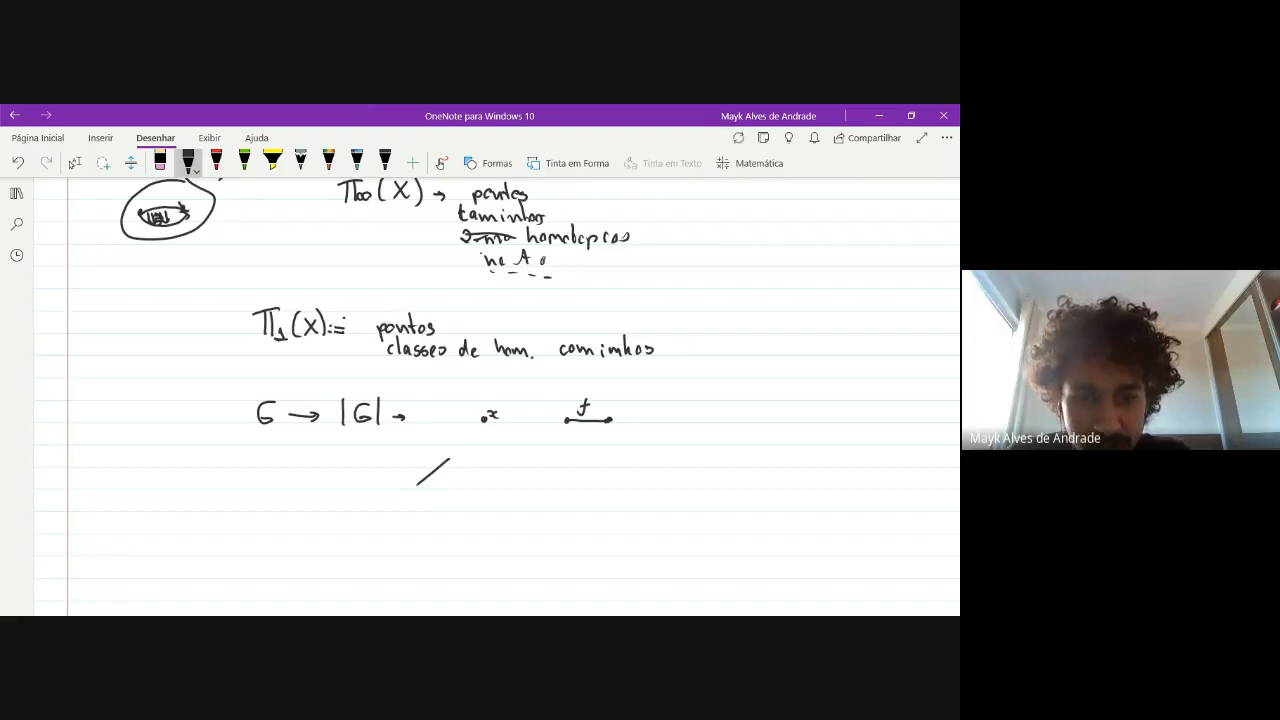 OneNote para Windows 10
Mayk Alves de Andrade
Página Inicial Inserir Desenhar Exibir Ajuda
Compartilhar
Formas Tinta em Forma Tinta em Texto Matemática
Π∞(X) → pontos
caminhos
homotopias
Π₁(X) := pontos
classes de hom. caminhos
G → |G| → x f
Mayk Alves de Andrade